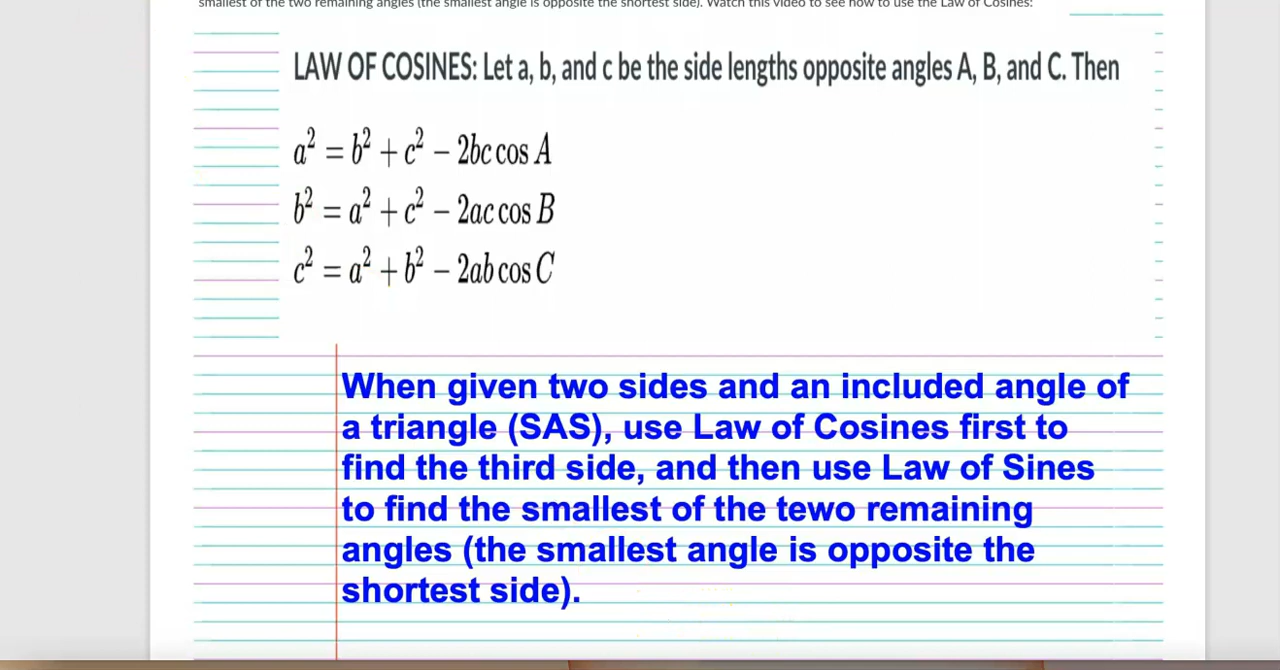 smallest of the two remaining angles (the smallest angle is opposite the shortest side). Watch this video to see how to use the Law of Cosines:
LAW OF COSINES: Let a, b, and c be the side lengths opposite angles A, B, and C. Then
a² = b² + c² − 2bc cos A
b² = a² + c² − 2ac cos B
c² = a² + b² − 2ab cos C
When given two sides and an included angle of
a triangle (SAS), use Law of Cosines first to
find the third side, and then use Law of Sines
to find the smallest of the tewo remaining
angles (the smallest angle is opposite the
shortest side).